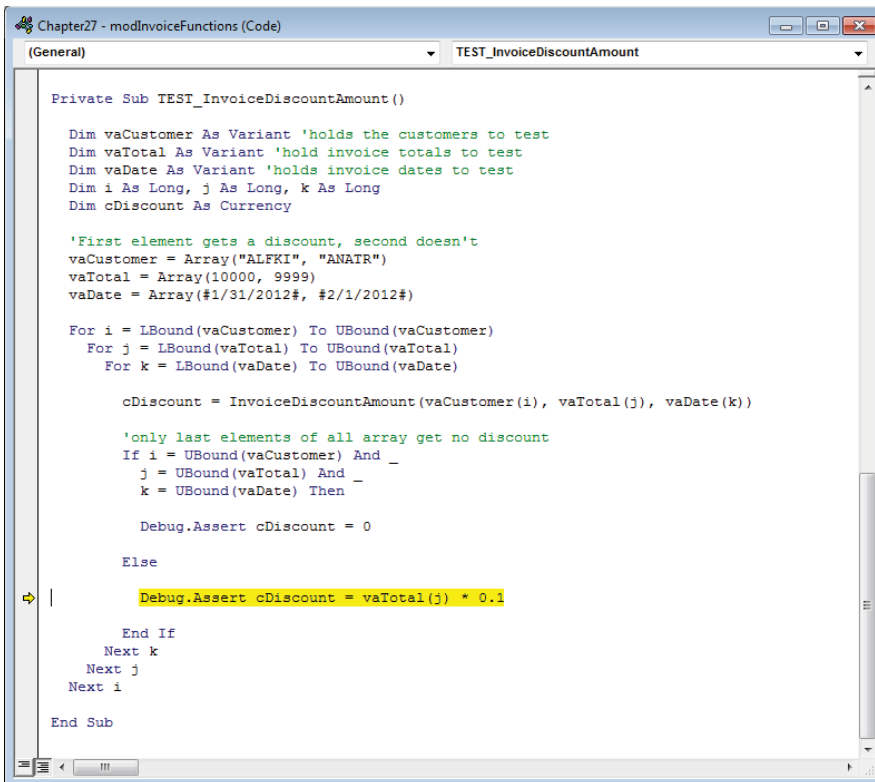 Chapter27 - modInvoiceFunctions (Code)
(General) TEST_InvoiceDiscountAmount
Private Sub TEST_InvoiceDiscountAmount()
Dim vaCustomer As Variant 'holds the customers to test
Dim vaTotal As Variant 'hold invoice totals to test
Dim vaDate As Variant 'holds invoice dates to test
Dim i As Long, j As Long, k As Long
Dim cDiscount As Currency
'First element gets a discount, second doesn't
vaCustomer = Array("ALFKI", "ANATR")
vaTotal = Array(10000, 9999)
vaDate = Array(#1/31/2012#, #2/1/2012#)
For i = LBound(vaCustomer) To UBound(vaCustomer)
For j = LBound(vaTotal) To UBound(vaTotal)
For k = LBound(vaDate) To UBound(vaDate)
cDiscount = InvoiceDiscountAmount(vaCustomer(i), vaTotal(j), vaDate(k))
'only last elements of all array get no discount
If i = UBound(vaCustomer) And _
j = UBound(vaTotal) And _
k = UBound(vaDate) Then
Debug.Assert cDiscount = 0
Else
Debug.Assert cDiscount = vaTotal(j) * 0.1
End If
Next k
Next j
Next i
End Sub